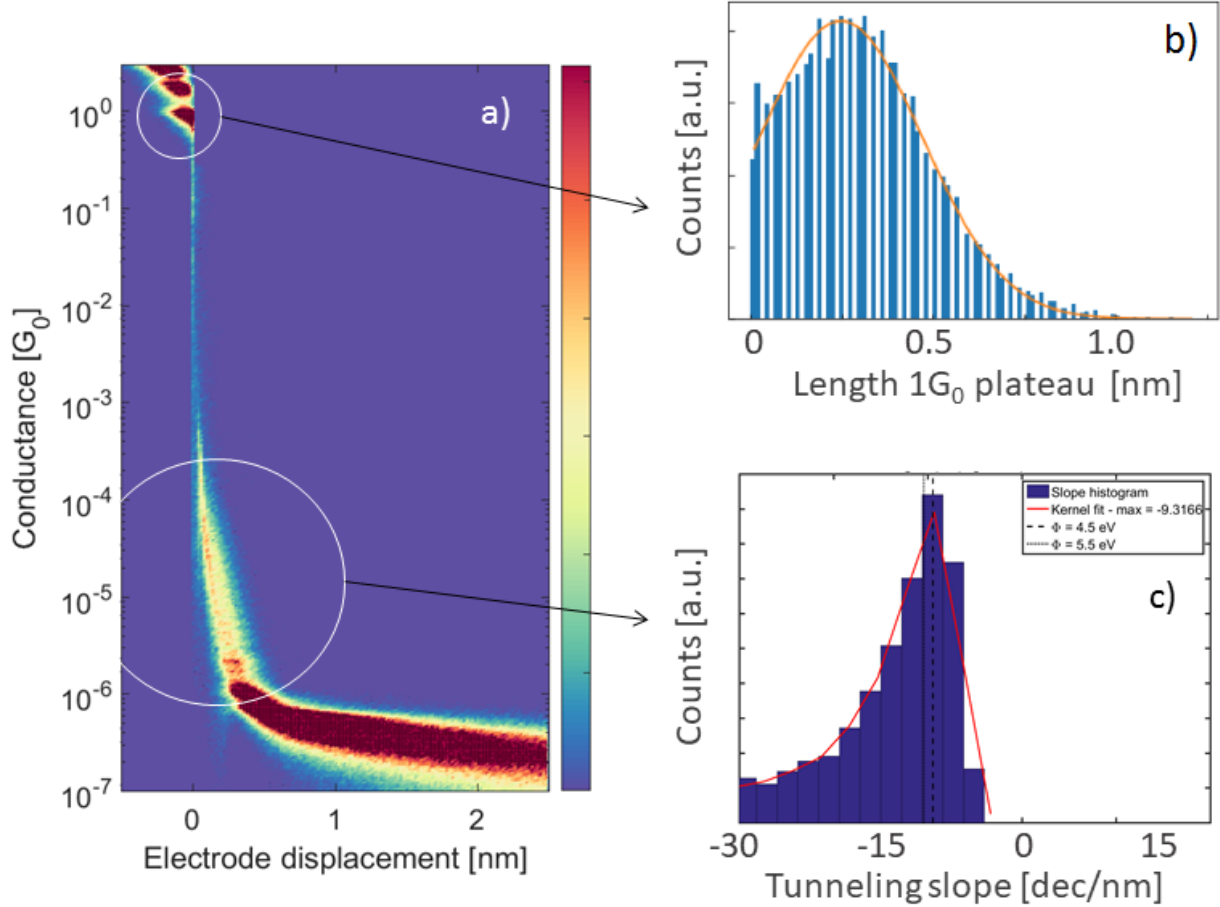 a)
10⁰
10⁻¹
10⁻²
10⁻³
10⁻⁴
10⁻⁵
10⁻⁶
10⁻⁷
Conductance [G₀]
0 1 2
Electrode displacement [nm]
b)
Counts [a.u.]
0 0.5 1.0
Length 1G₀ plateau [nm]
Slope histogram
Kernel fit - max = -9.3166
Φ = 4.5 eV
Φ = 5.5 eV
c)
Counts [a.u.]
-30 -15 0 15
Tunneling slope [dec/nm]